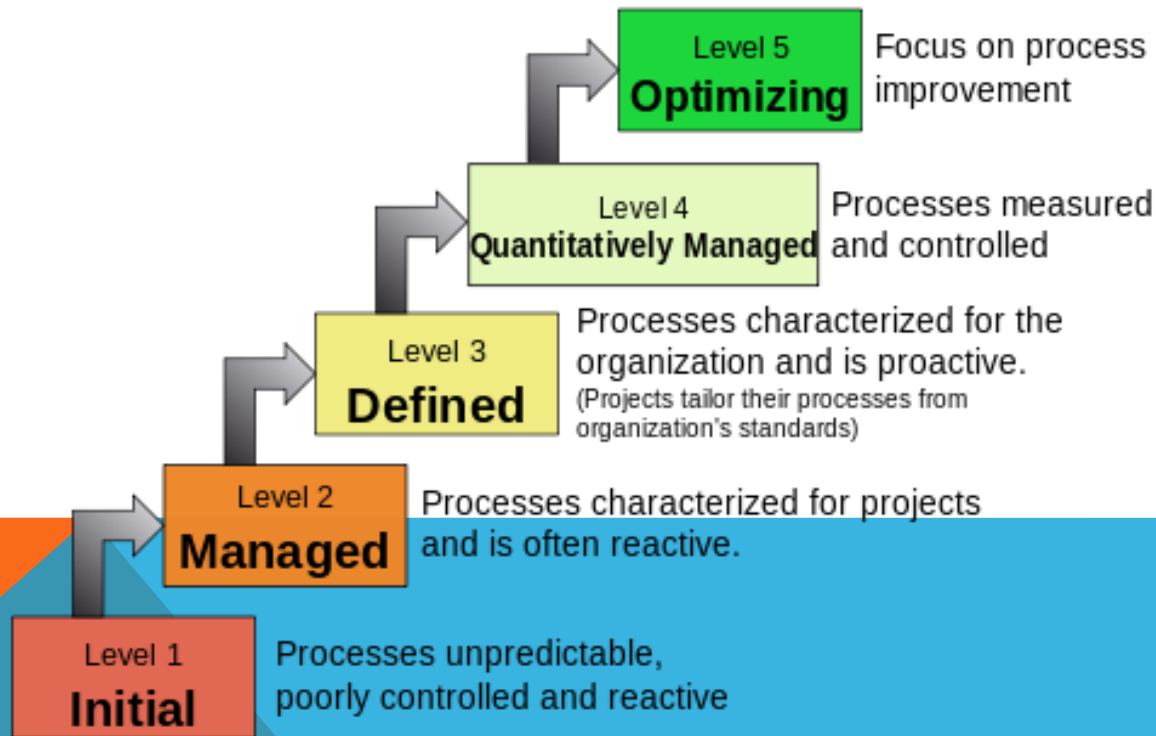 Level 5
Optimizing
Focus on process
improvement
Level 4
Quantitatively Managed
Processes measured
and controlled
Level 3
Defined
Processes characterized for the
organization and is proactive.
(Projects tailor their processes from
organization's standards)
Level 2
Managed
Processes characterized for projects
and is often reactive.
Level 1
Initial
Processes unpredictable,
poorly controlled and reactive